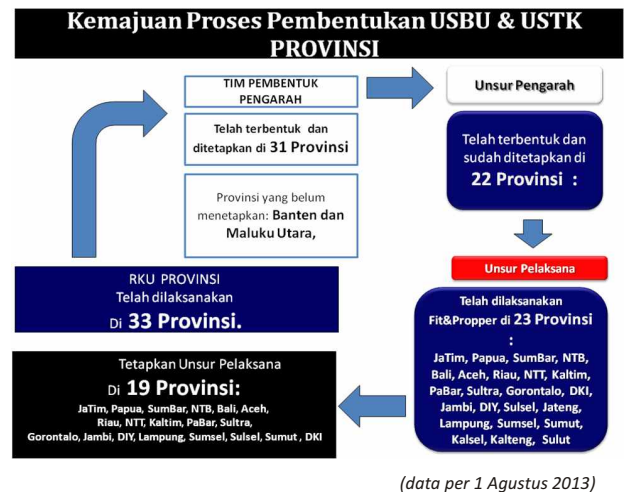 Kemajuan Proses Pembentukan USBU & USTK
PROVINSI
TIM PEMBENTUK
PENGARAH
Telah terbentuk dan
ditetapkan di 31 Provinsi
Provinsi yang belum
menetapkan: Banten dan
Maluku Utara,
Unsur Pengarah
Telah terbentuk dan
sudah ditetapkan di
22 Provinsi :
Unsur Pelaksana
RKU PROVINSI
Telah dilaksanakan
Di 33 Provinsi.
Telah dilaksanakan
Fit&Propper di 23 Provinsi
:
JaTim, Papua, SumBar, NTB,
Bali, Aceh, Riau, NTT, Kaltim,
PaBar, Sultra, Gorontalo, DKI,
Jambi, DIY, Sulsel, Jateng,
Lampung, Sumsel, Sumut,
Kalsel, Kalteng, Sulut
Tetapkan Unsur Pelaksana
Di 19 Provinsi:
JaTim, Papua, SumBar, NTB, Bali, Aceh,
Riau, NTT, Kaltim, PaBar, Sultra,
Gorontalo, Jambi, DIY, Lampung, Sumsel, Sulsel, Sumut , DKI
(data per 1 Agustus 2013)